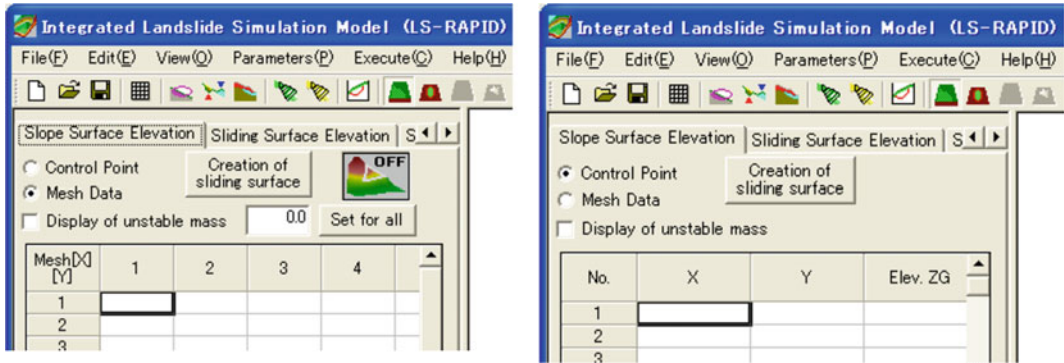 Integrated Landslide Simulation Model (LS-RAPID)
File(F) Edit(E) View(O) Parameters(P) Execute(C) Help(H)
Slope Surface Elevation Sliding Surface Elevation S
Control Point
Mesh Data
Creation of
sliding surface
OFF
Display of unstable mass 0.0 Set for all
Mesh[X]
[Y]
1 2 3 4
1
2
3
Integrated Landslide Simulation Model (LS-RAPID)
File(F) Edit(E) View(O) Parameters(P) Execute(C) Help(H)
Slope Surface Elevation Sliding Surface Elevation S
Control Point
Mesh Data
Creation of
sliding surface
Display of unstable mass
No. X Y Elev. ZG
1
2
3